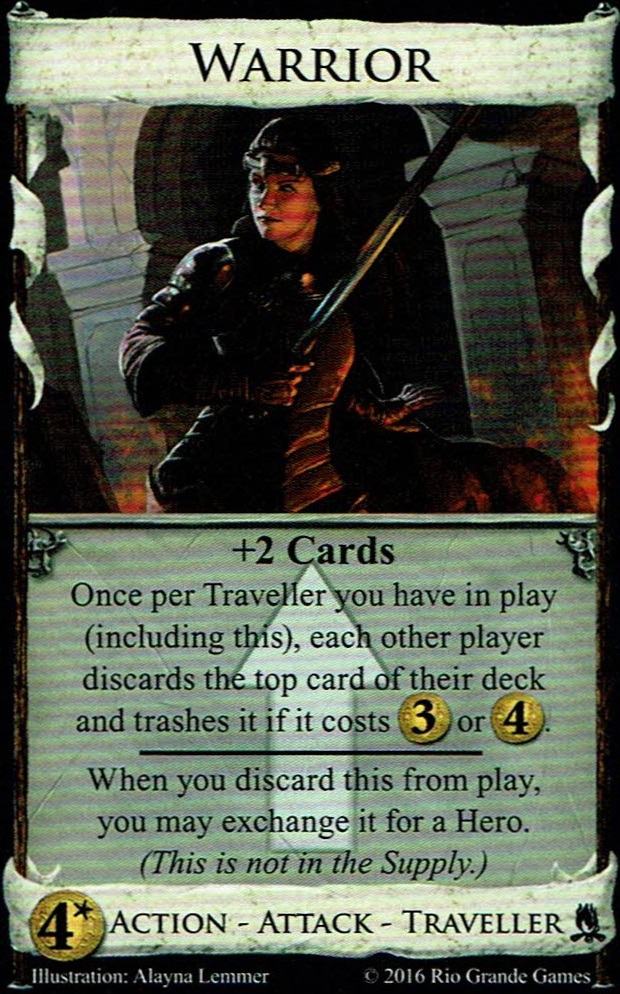 WARRIOR
+2 Cards
Once per Traveller you have in play
(including this), each other player
discards the top card of their deck
and trashes it if it costs 3 or 4.
When you discard this from play,
you may exchange it for a Hero.
(This is not in the Supply.)
4* ACTION - ATTACK - TRAVELLER
Illustration: Alayna Lemmer © 2016 Rio Grande Games